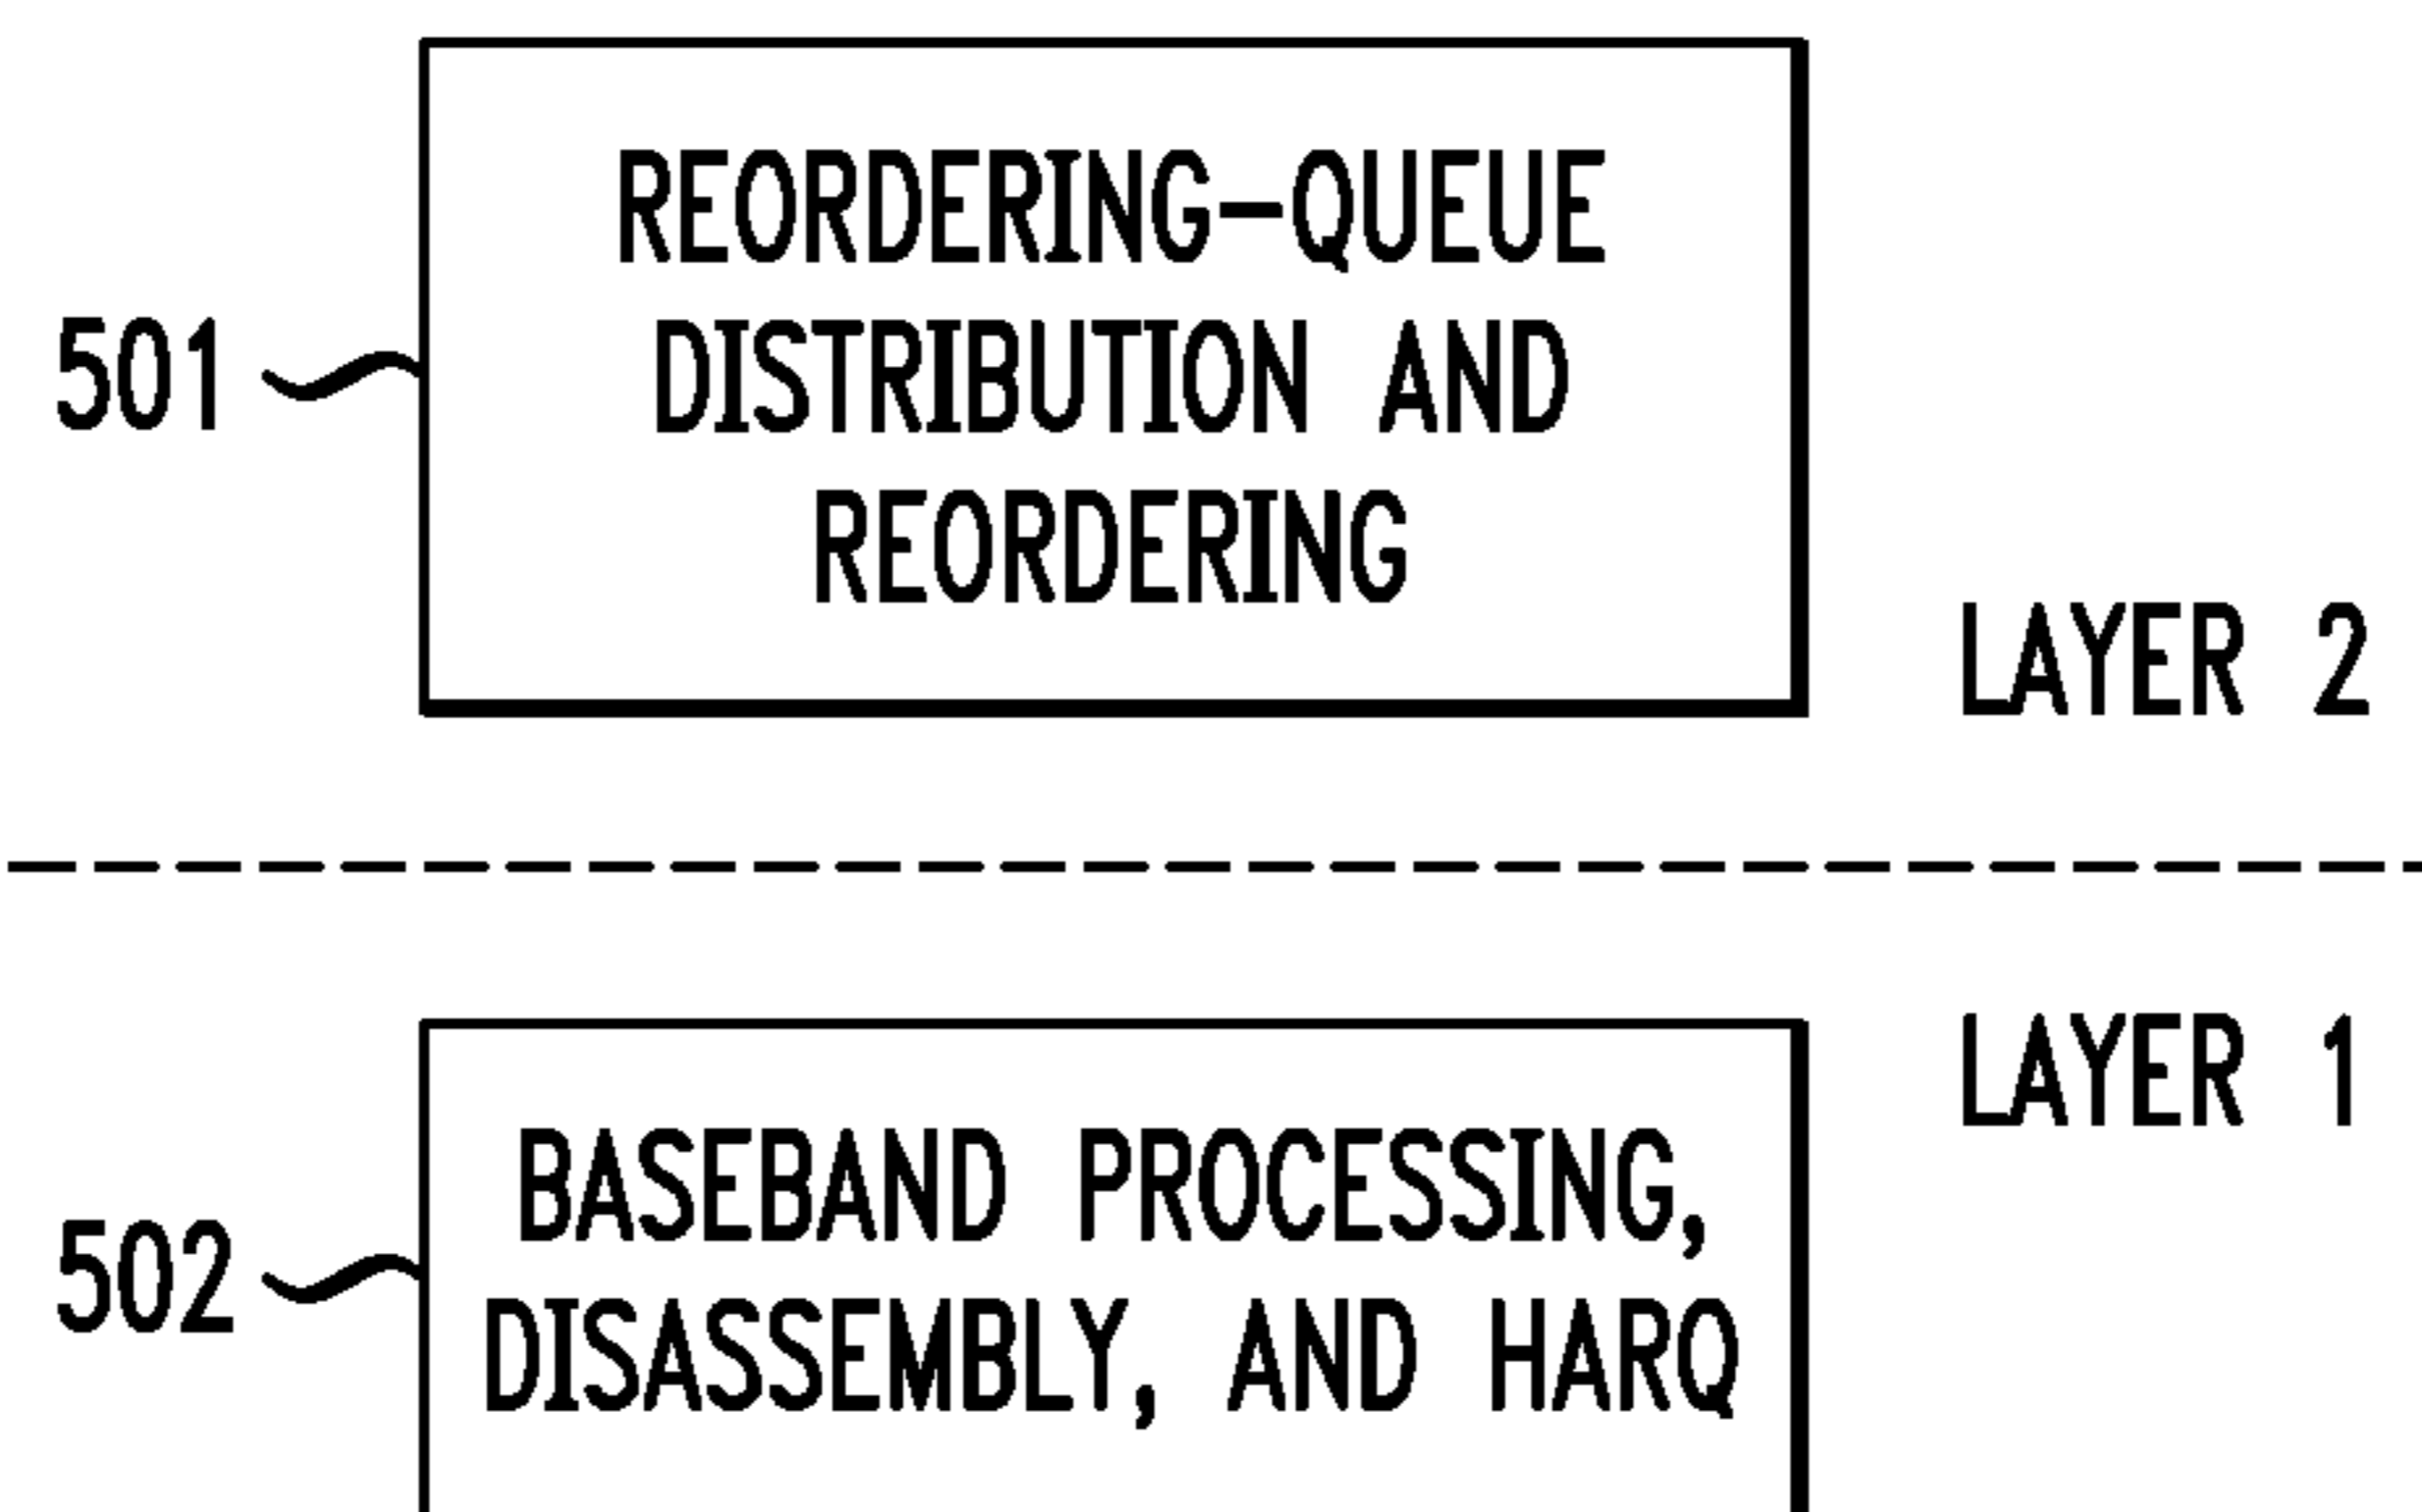 REORDERING-QUEUE
DISTRIBUTION AND
REORDERING
501
LAYER 2
LAYER 1
BASEBAND PROCESSING,
DISASSEMBLY, AND HARQ
502